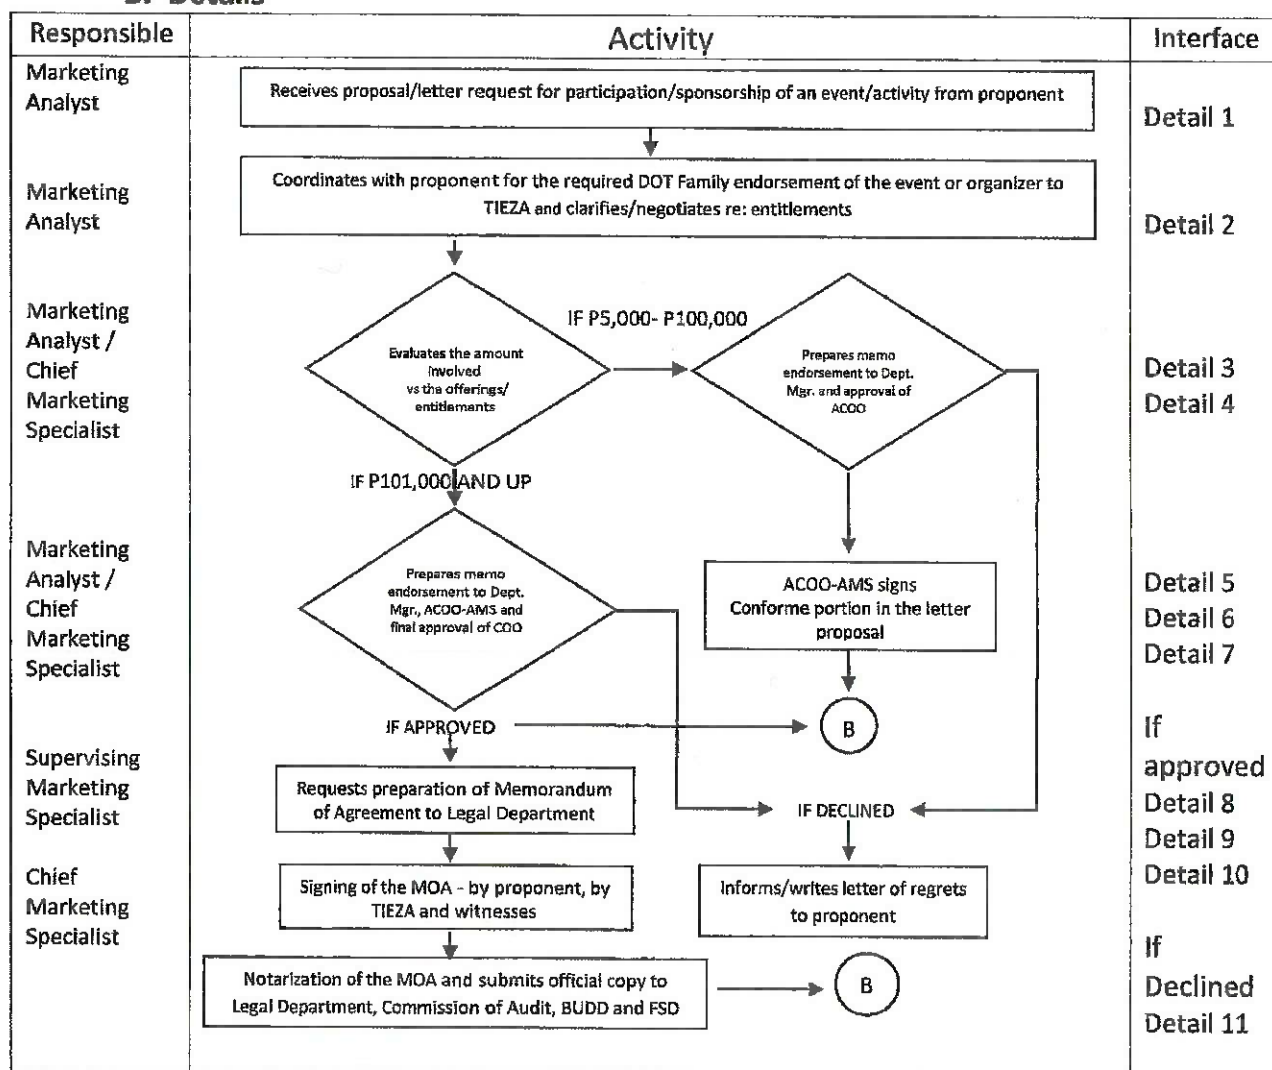 B. Details
Responsible
Activity
Interface
Marketing
Analyst
Receives proposal/letter request for participation/sponsorship of an event/activity from proponent
Detail 1
Marketing
Analyst
Coordinates with proponent for the required DOT Family endorsement of the event or organizer to
TIEZA and clarifies/negotiates re: entitlements
Detail 2
Marketing
Analyst /
Chief
Marketing
Specialist
Evaluates the amount
involved
vs the offerings/
entitlements
IF P5,000- P100,000
Prepares memo
endorsement to Dept.
Mgr. and approval of
ACOO
Detail 3
Detail 4
IF P101,000 AND UP
Marketing
Analyst /
Chief
Marketing
Specialist
Prepares memo
endorsement to Dept.
Mgr., ACOO-AMS and
final approval of COO
ACOO-AMS signs
Conforme portion in the letter
proposal
Detail 5
Detail 6
Detail 7
IF APPROVED
B
If
approved
Detail 8
Detail 9
Detail 10
Supervising
Marketing
Specialist
Requests preparation of Memorandum
of Agreement to Legal Department
IF DECLINED
Chief
Marketing
Specialist
Signing of the MOA - by proponent, by
TIEZA and witnesses
Informs/writes letter of regrets
to proponent
Notarization of the MOA and submits official copy to
Legal Department, Commission of Audit, BUDD and FSD
B
If
Declined
Detail 11